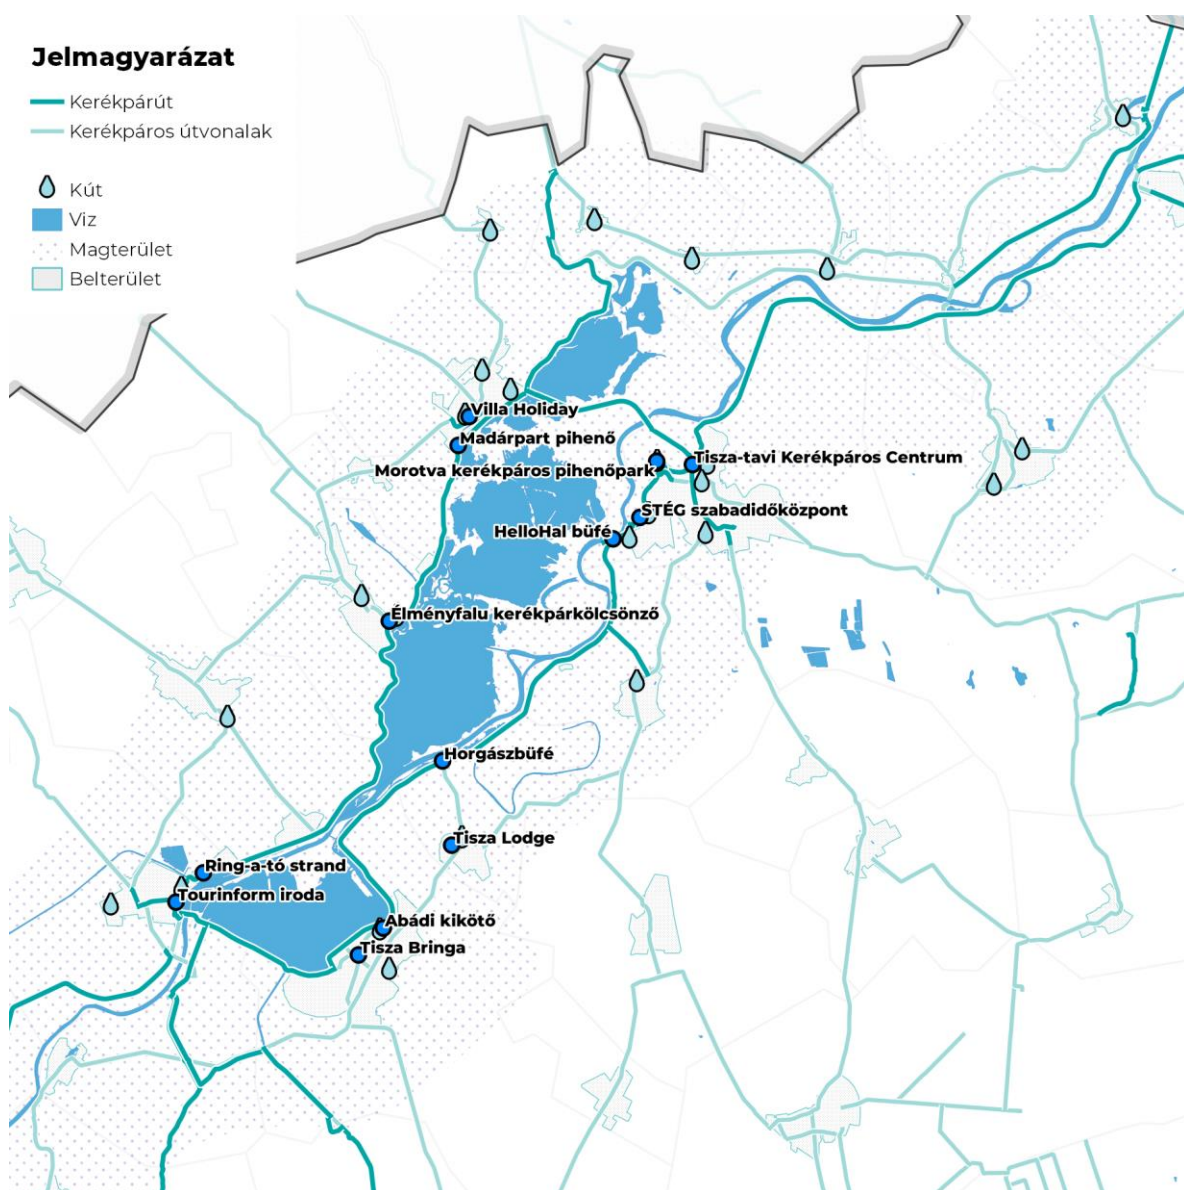 Jelmagyarázat
Kerékpárút
Kerékpáros útvonalak
Kút
Viz
Magterület
Belterület
Villa Holiday
Madárpart pihenő
Morotva kerékpáros pihenőpark
Tisza-tavi Kerékpáros Centrum
STÉG szabadidőközpont
HelloHal büfé
Élményfalu kerékpárkölcsönző
Horgászbüfé
Tisza Lodge
Ring-a-tó strand
Tourinform iroda
Abádi kikötő
Tisza Bringa